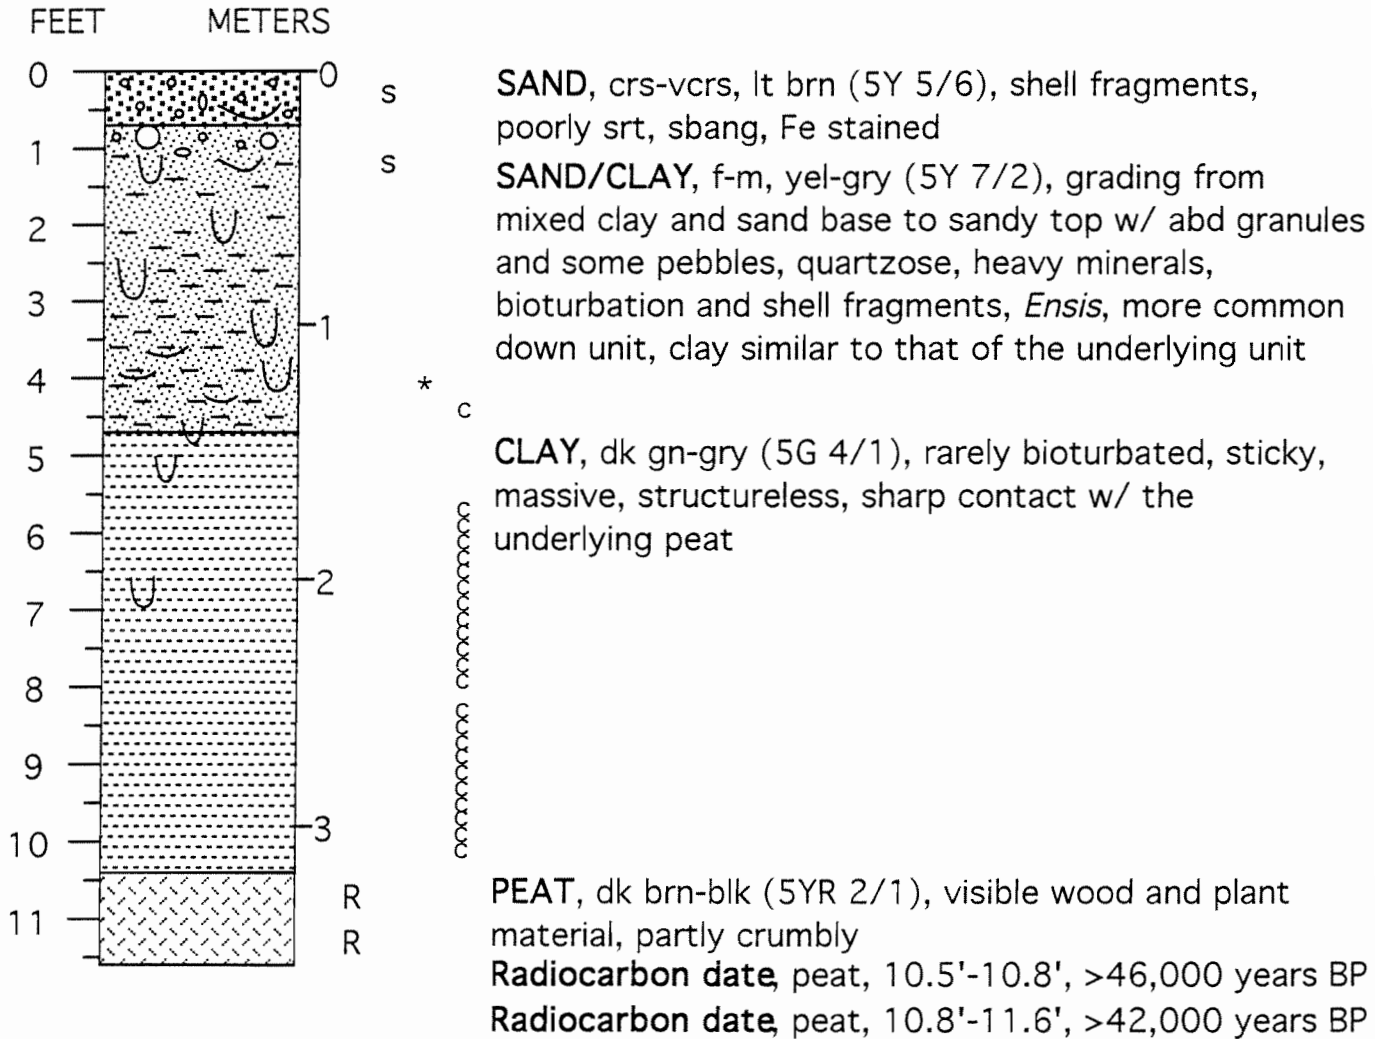 FEET METERS
0 0
S
SAND, crs-vcrs, lt brn (5Y 5/6), shell fragments,
poorly srt, sbang, Fe stained
1
S
SAND/CLAY, f-m, yel-gry (5Y 7/2), grading from
mixed clay and sand base to sandy top w/ abd granules
and some pebbles, quartzose, heavy minerals,
bioturbation and shell fragments, Ensis, more common
down unit, clay similar to that of the underlying unit
2
3
1
4
*
C
CLAY, dk gn-gry (5G 4/1), rarely bioturbated, sticky,
massive, structureless, sharp contact w/ the
underlying peat
5
6
2
7
8
9
3
10
R
PEAT, dk brn-blk (5YR 2/1), visible wood and plant
material, partly crumbly
11
R
Radiocarbon date, peat, 10.5'-10.8', >46,000 years BP
Radiocarbon date, peat, 10.8'-11.6', >42,000 years BP